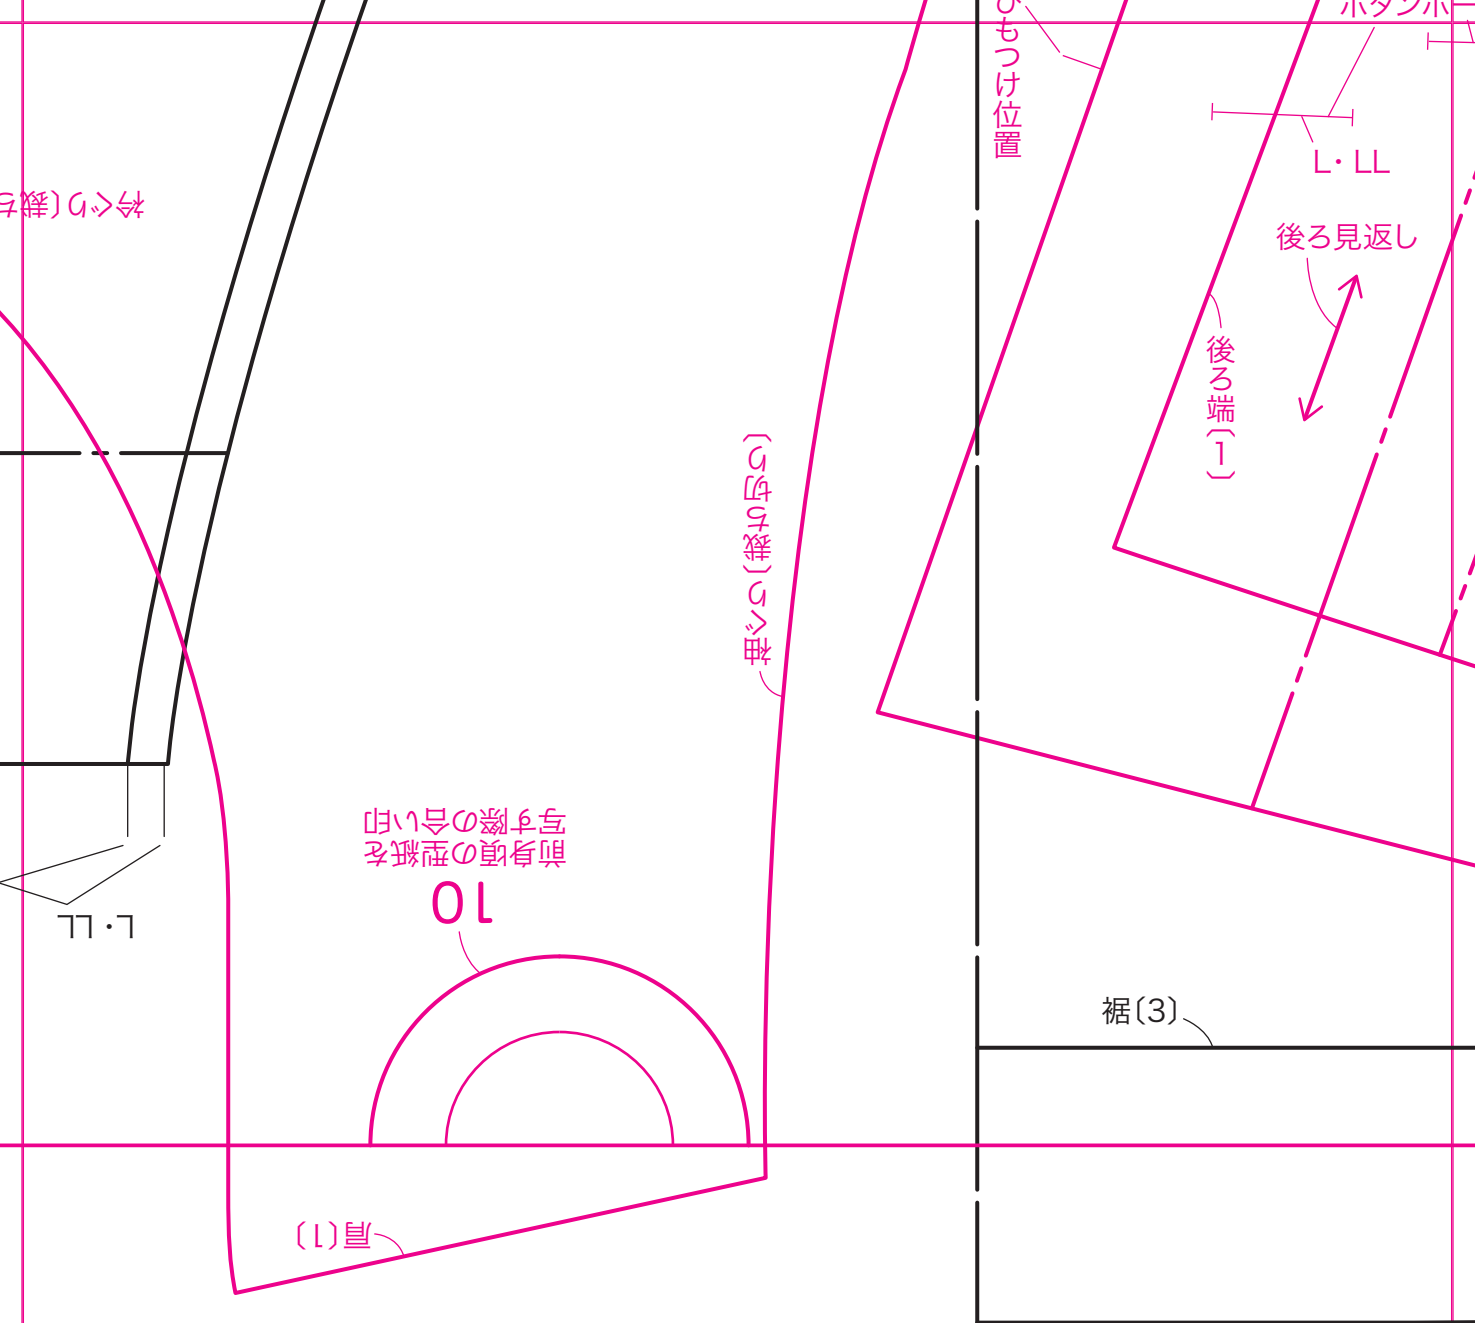 ひもつけ位置
ボタンホー
L・LL
衿ぐり〔裁ち
後ろ見返し
後ろ端〔1〕
袖ぐり〔裁ち切り〕
10
前身頃の型紙を
写す際の合い印
L・LL
裾〔3〕
肩〔1〕